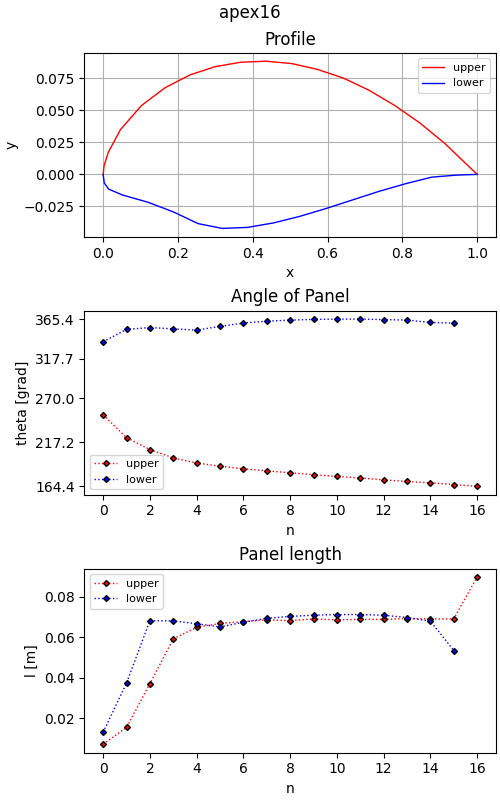 apex16
Profile
0.075
0.050
0.025
0.000
−0.025
y
upper
lower
0.0 0.2 0.4 0.6 0.8 1.0
x
Angle of Panel
365.4
317.7
270.0
217.2
164.4
theta [grad]
upper
lower
0 2 4 6 8 10 12 14 16
n
Panel length
0.08
0.06
0.04
0.02
l [m]
upper
lower
0 2 4 6 8 10 12 14 16
n